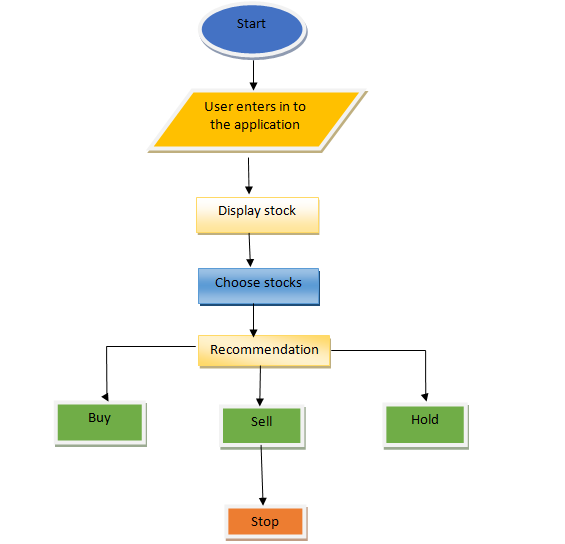 Start
User enters in to
the application
Display stock
Choose stocks
Recommendation
Buy
Sell
Hold
Stop